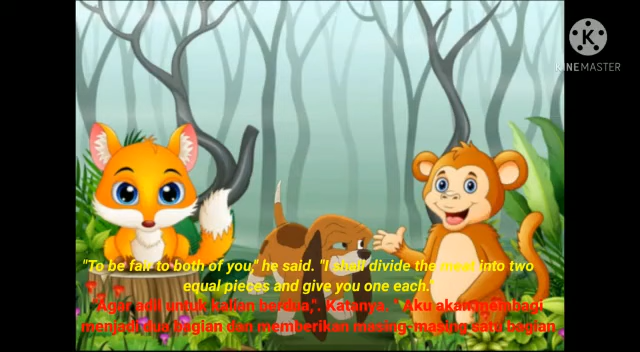 KINEMASTER
"To be fair to both of you," he said. "I shall divide the meat into two
equal pieces and give you one each."
"Agar adil untuk kalian berdua,". Katanya. " Aku akan membagi
menjadi dua bagian dan memberikan masing-masing satu bagian